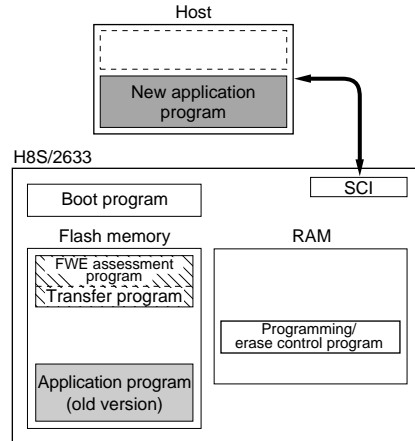 Host
New application
program
H8S/2633
SCI
Boot program
Flash memory
RAM
FWE assessment
program
Transfer program
Programming/
erase control program
Application program
(old version)